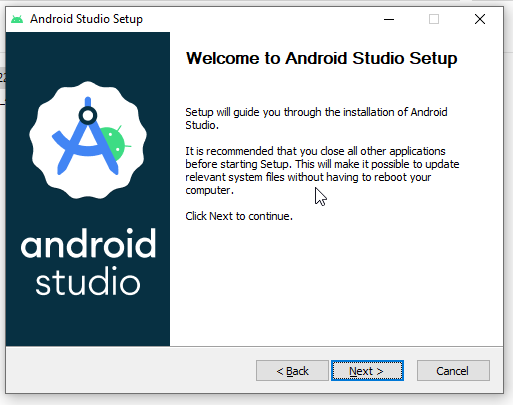 Android Studio Setup
Welcome to Android Studio Setup
Setup will guide you through the installation of Android
Studio.
It is recommended that you close all other applications
before starting Setup. This will make it possible to update
relevant system files without having to reboot your
computer.
Click Next to continue.
android
studio
< Back
Next >
Cancel